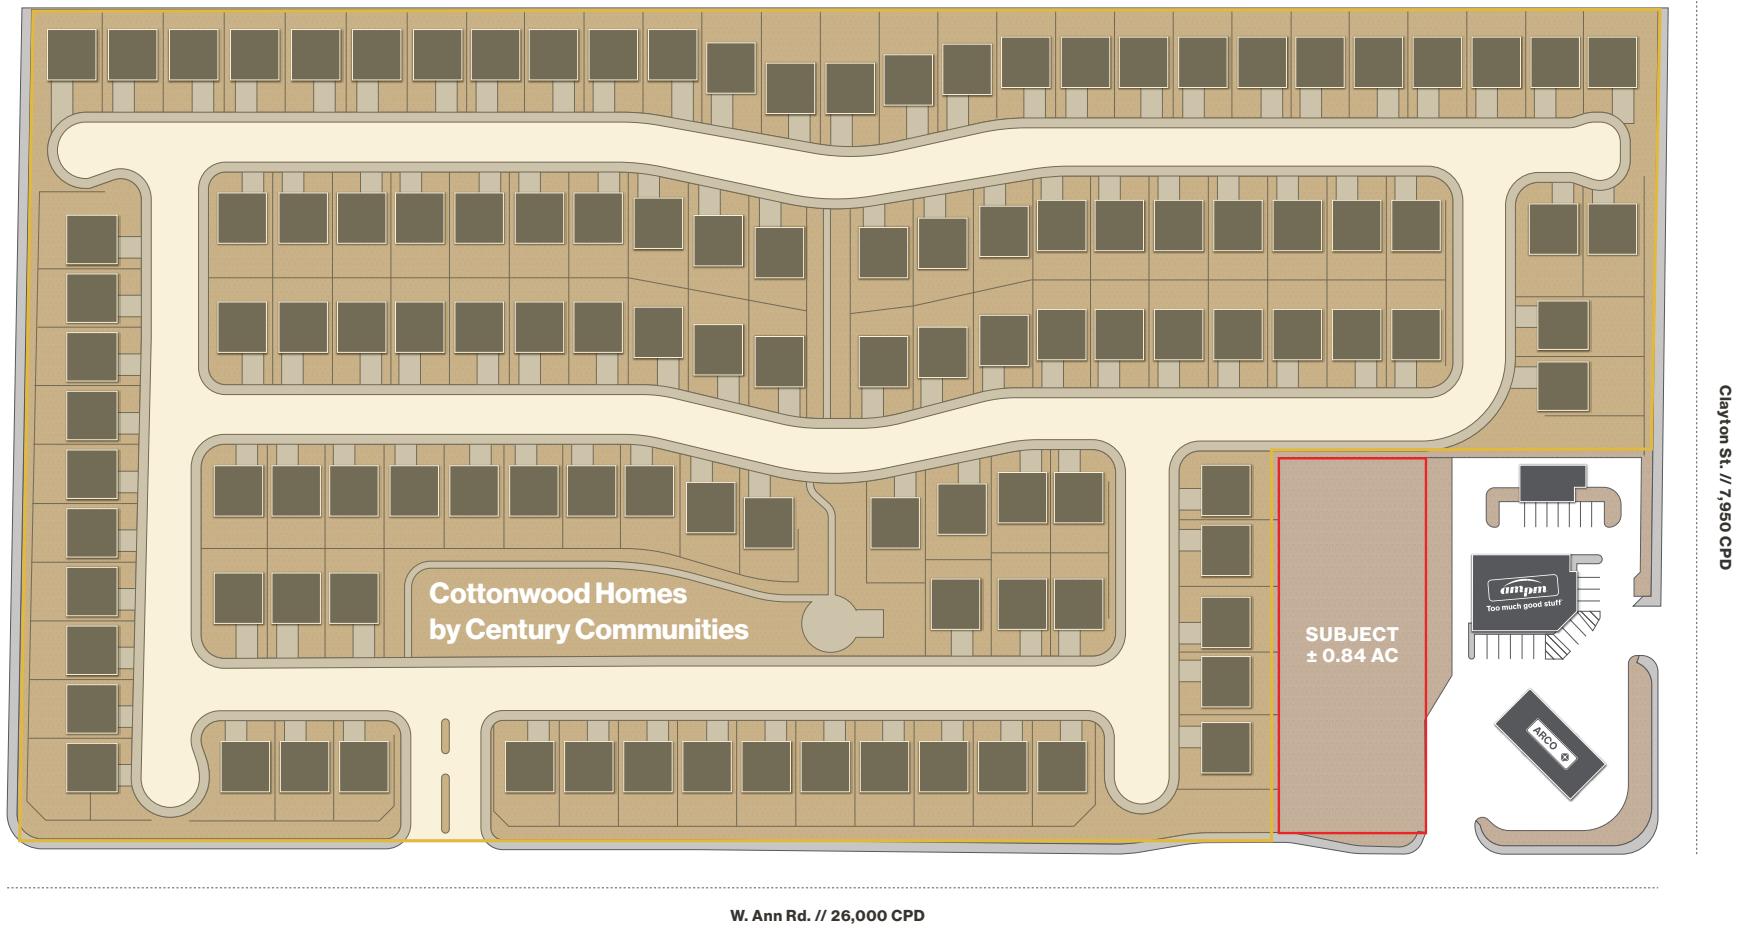 Cottonwood Homes
by Century Communities
SUBJECT
± 0.84 AC
ampm
Too much good stuff
ARCO
Clayton St. // 7,950 CPD
W. Ann Rd. // 26,000 CPD